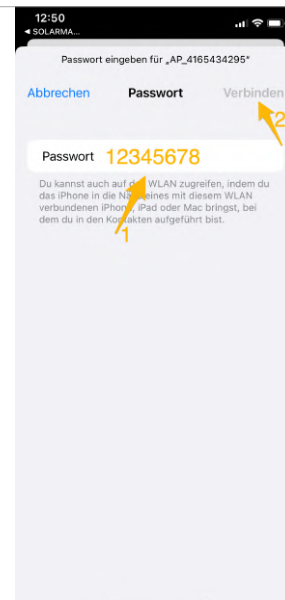 12:50
◀ SOLARMA...
Passwort eingeben für „AP_4165434295“
Abbrechen Passwort Verbinden
2
Passwort 12345678
Du kannst auch auf das WLAN zugreifen, indem du
das iPhone in die Nähe eines mit diesem WLAN
verbundenen iPhone, iPad oder Mac bringst, bei
dem du in den Kontakten aufgeführt bist.
1